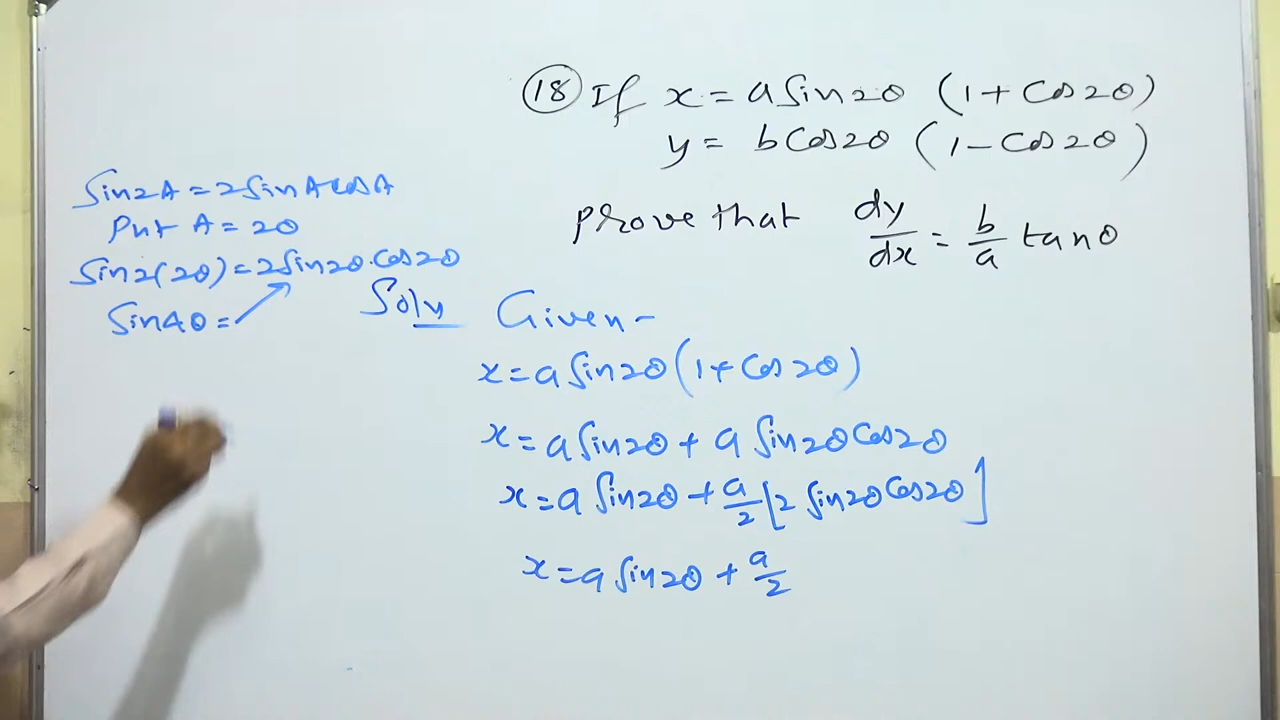 (18) If x = a Sin2θ (1 + Cos2θ)
y = bCos2θ (1 - Cos2θ)
prove that dy/dx = b/a tanθ
Sin2A = 2SinACosA
Put A = 2θ
Sin2(2θ) = 2Sin2θ.Cos2θ
Sin4θ =
Soln Given -
x = a Sin2θ (1 + Cos2θ)
x = a Sin2θ + a Sin2θ Cos2θ
x = a Sin2θ + a/2 [2 Sin2θ Cos2θ]
x = a Sin2θ + a/2